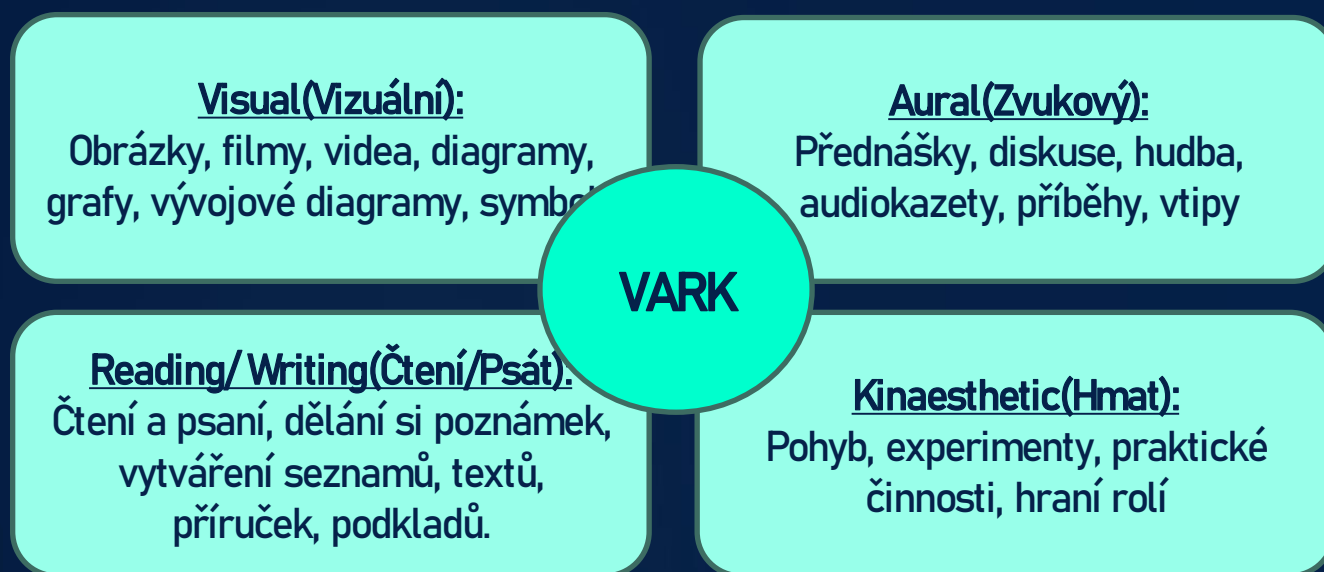 Visual(Vizuální):
Obrázky, filmy, videa, diagramy,
grafy, vývojové diagramy,
Aural(Zvukový):
Přednášky, diskuse, hudba,
audiokazety, příběhy, vtipy
VARK
Reading/ Writing(Čtení/Psát):
Čtení a psaní, dělání si poznámek,
vytváření seznamů, textů,
příruček, podkladů.
Kinaesthetic(Hmat):
Pohyb, experimenty, praktické
činnosti, hraní rolí